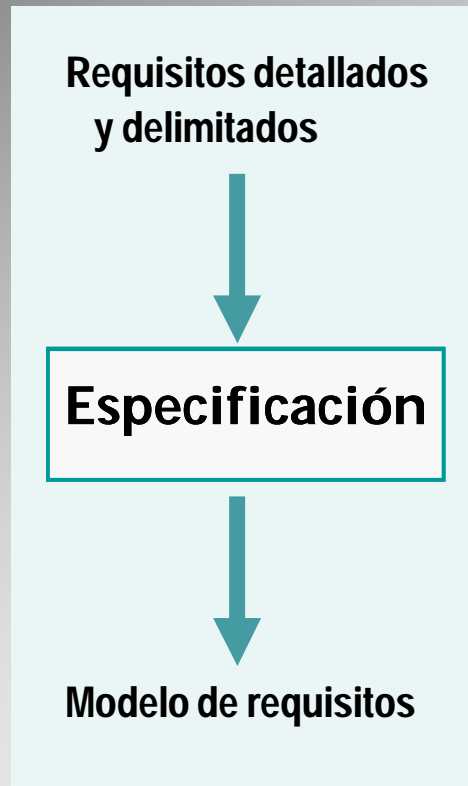 Requisitos detallados
y delimitados
Especificación
Modelo de requisitos